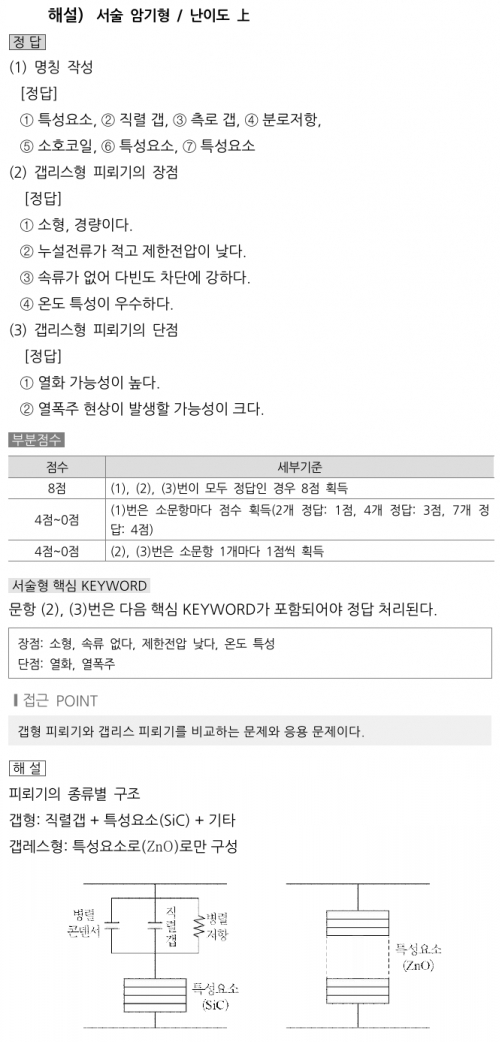 해설) 서술 암기형 / 난이도 上
정 답
(1) 명칭 작성
[정답]
① 특성요소, ② 직렬 갭, ③ 측로 갭, ④ 분로저항,
⑤ 소호코일, ⑥ 특성요소, ⑦ 특성요소
(2) 갭리스형 피뢰기의 장점
[정답]
① 소형, 경량이다.
② 누설전류가 적고 제한전압이 낮다.
③ 속류가 없어 다빈도 차단에 강하다.
④ 온도 특성이 우수하다.
(3) 갭리스형 피뢰기의 단점
[정답]
① 열화 가능성이 높다.
② 열폭주 현상이 발생할 가능성이 크다.
부분점수
점수 세부기준
8점 (1), (2), (3)번이 모두 정답인 경우 8점 획득
4점~0점 (1)번은 소문항마다 점수 획득(2개 정답: 1점, 4개 정답: 3점, 7개 정
답: 4점)
4점~0점 (2), (3)번은 소문항 1개마다 1점씩 획득
서술형 핵심 KEYWORD
문항 (2), (3)번은 다음 핵심 KEYWORD가 포함되어야 정답 처리된다.
장점: 소형, 속류 없다, 제한전압 낮다, 온도 특성
단점: 열화, 열폭주
접근 POINT
갭형 피뢰기와 갭리스 피뢰기를 비교하는 문제와 응용 문제이다.
해 설
피뢰기의 종류별 구조
갭형: 직렬갭 + 특성요소(SiC) + 기타
갭레스형: 특성요소로(ZnO)로만 구성
병렬
콘덴서
직
렬
갭
병렬
저항
특성요소
(SiC)
특성요소
(ZnO)